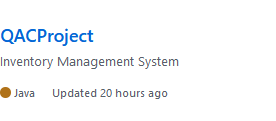 QACProject
Inventory Management System
Java Updated 20 hours ago